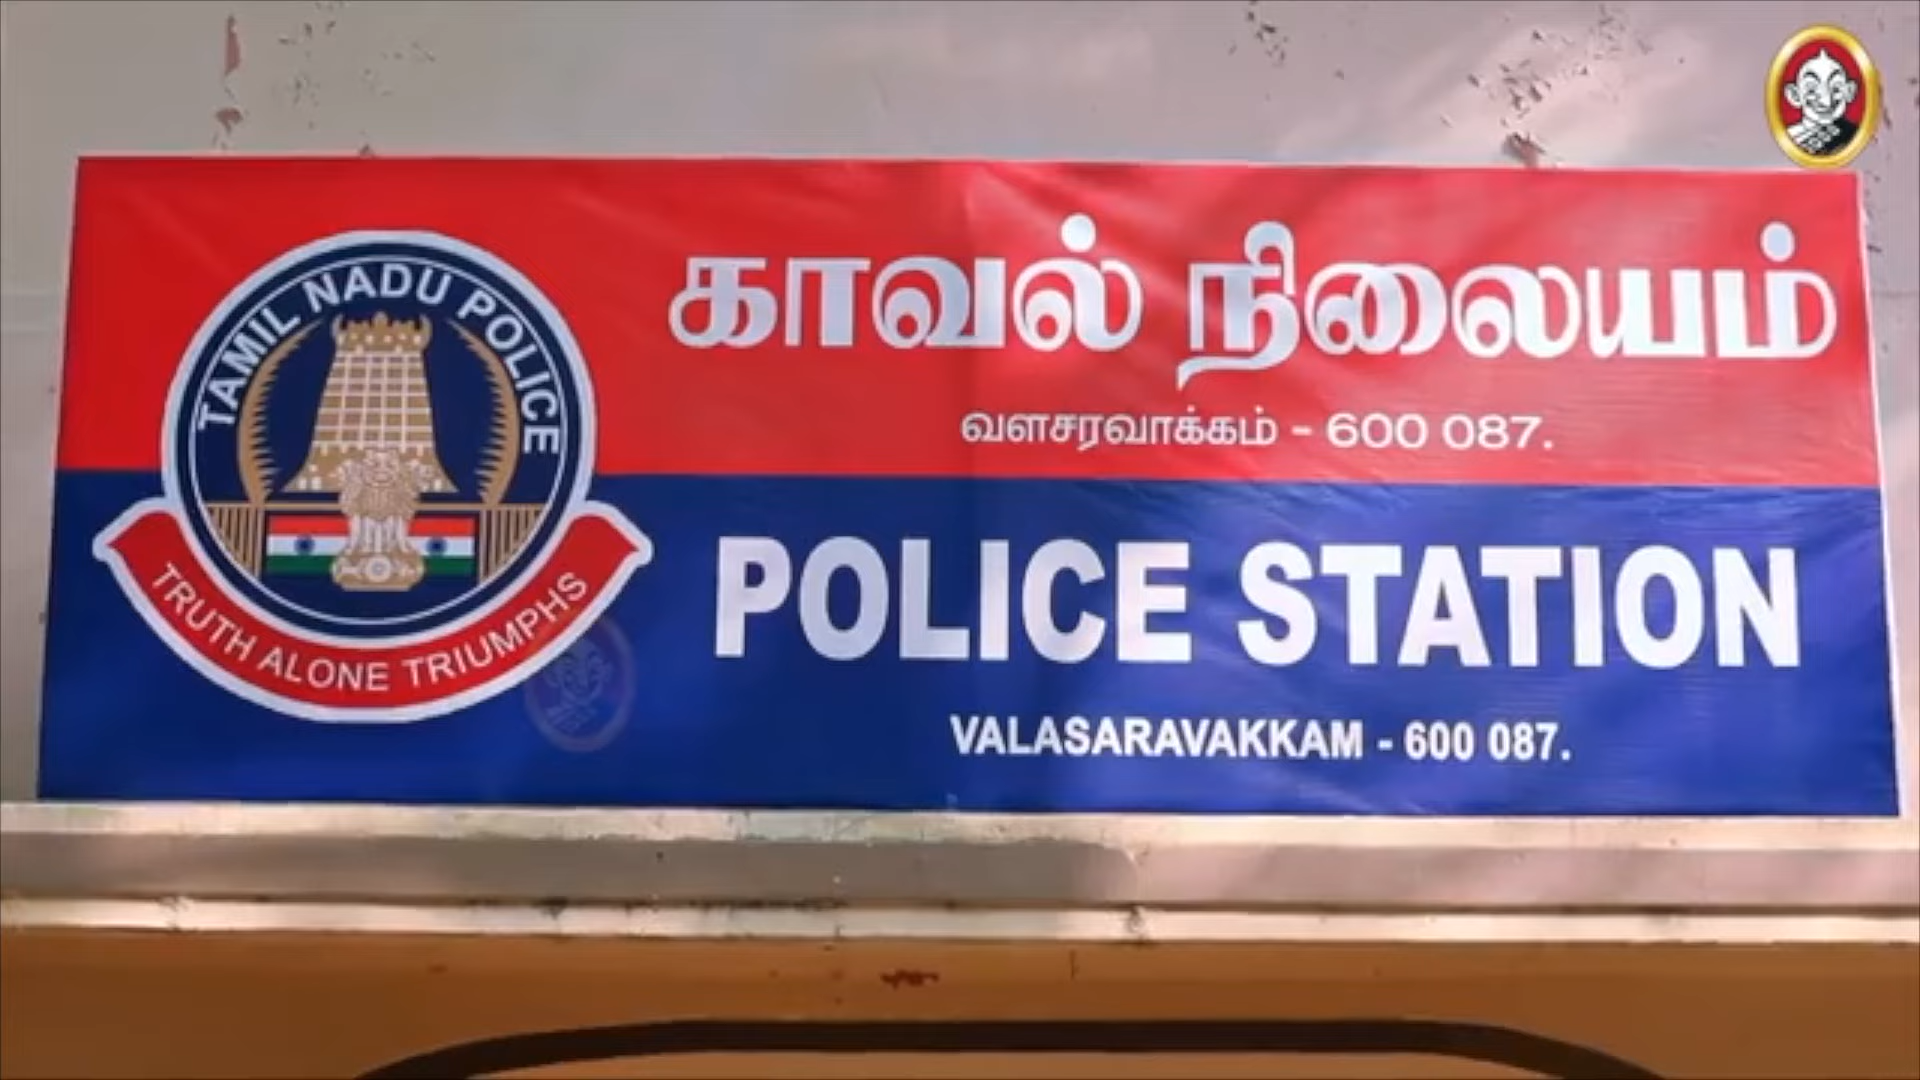 காவல் நிலையம்
வளசரவாக்கம் - 600 087.
TAMIL NADU POLICE
TRUTH ALONE TRIUMPHS
POLICE STATION
VALASARAVAKKAM - 600 087.